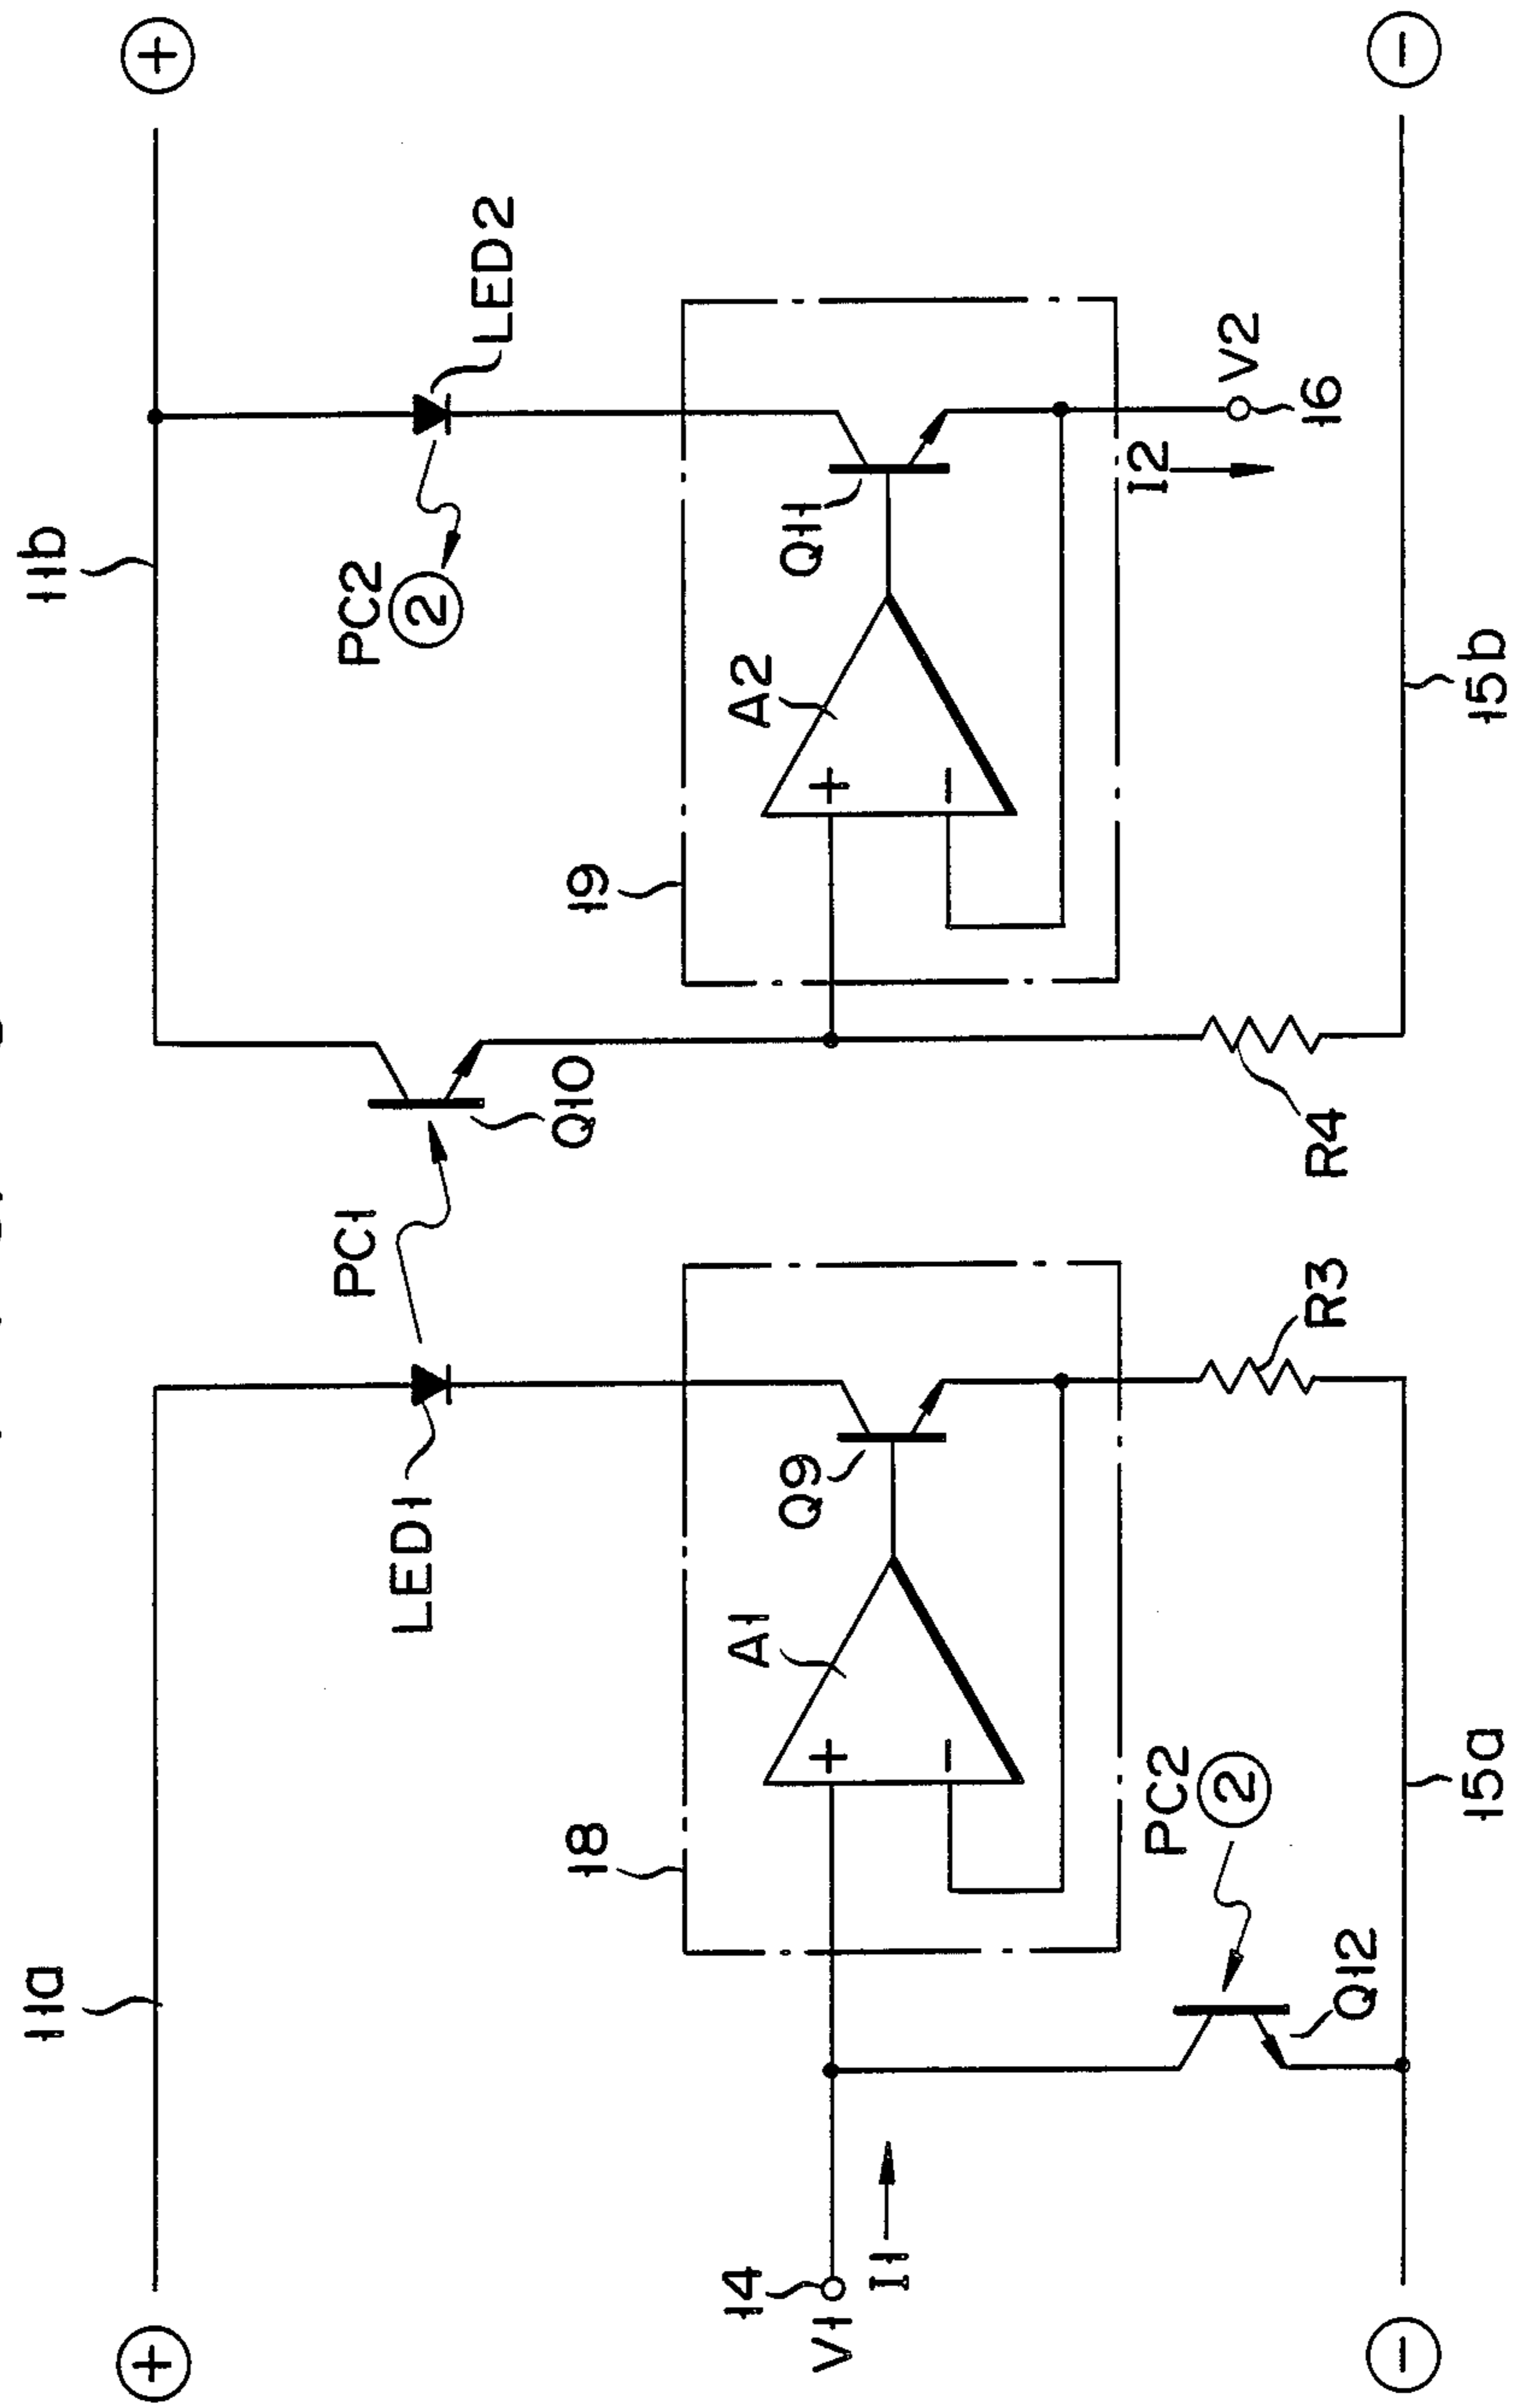 +
11a
11b
+
LED1
PC1
Q10
PC2
②
LED2
18
A1
Q9
+
−
19
A2
Q11
+
−
14
V1
I1
PC2
②
Q12
R3
R4
I2
V2
16
−
15a
15b
−